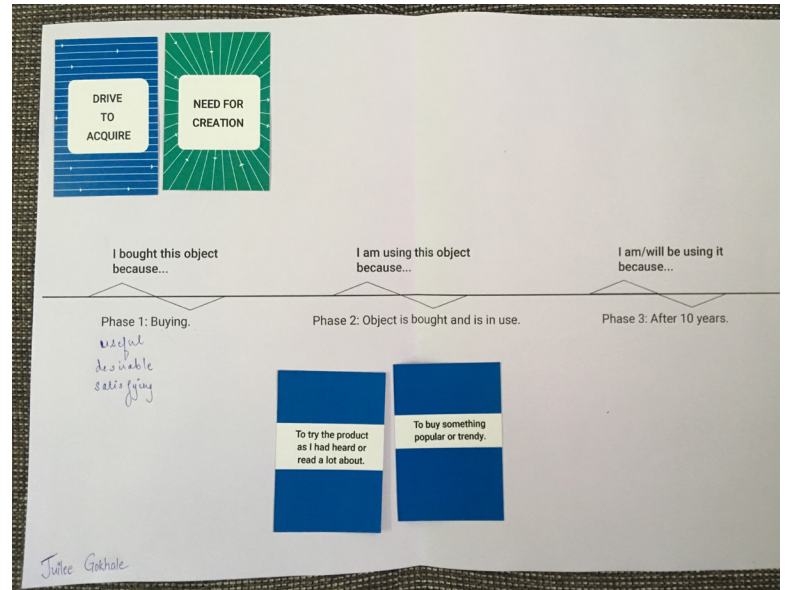 DRIVE
TO
ACQUIRE
NEED FOR
CREATION
I bought this object
because...
I am using this object
because...
I am/will be using it
because...
Phase 1: Buying.
Phase 2: Object is bought and is in use.
Phase 3: After 10 years.
useful
desirable
satisfying
To try the product
as I had heard or
read a lot about.
To buy something
popular or trendy.
Juilee Gokhale